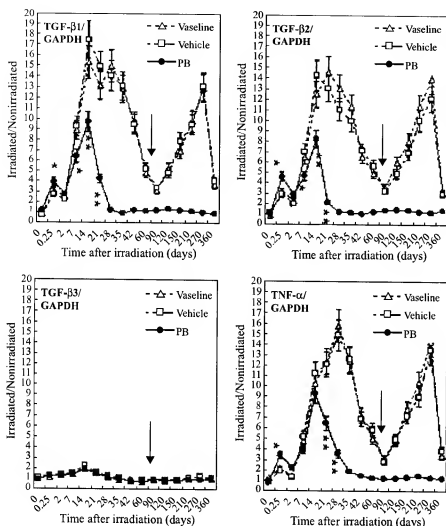 TGF-β1/
GAPDH
Vaseline
Vehicle
PB
Irradiated/Nonirradiated
20
19
18
17
16
15
14
13
12
11
10
9
8
7
6
5
4
3
2
1
0
0 0.25 2 7 14 21 28 35 42 60 90 120 150 210 270 360
Time after irradiation (days)
TGF-β2/
GAPDH
Vaseline
Vehicle
PB
Irradiated/Nonirradiated
20
19
18
17
16
15
14
13
12
11
10
9
8
7
6
5
4
3
2
1
0
0 0.25 2 7 14 21 28 35 42 60 90 120 150 210 270 360
Time after irradiation (days)
TGF-β3/
GAPDH
Vaseline
Vehicle
PB
Irradiated/Nonirradiated
20
19
18
17
16
15
14
13
12
11
10
9
8
7
6
5
4
3
2
1
0
0 0.25 2 7 14 21 28 35 42 60 90 120 150 210 270 360
Time after irradiation (days)
TNF-α/
GAPDH
Vaseline
Vehicle
PB
Irradiated/Nonirradiated
20
19
18
17
16
15
14
13
12
11
10
9
8
7
6
5
4
3
2
1
0
0 0.25 2 7 14 21 28 35 42 60 90 120 150 210 270 360
Time after irradiation (days)